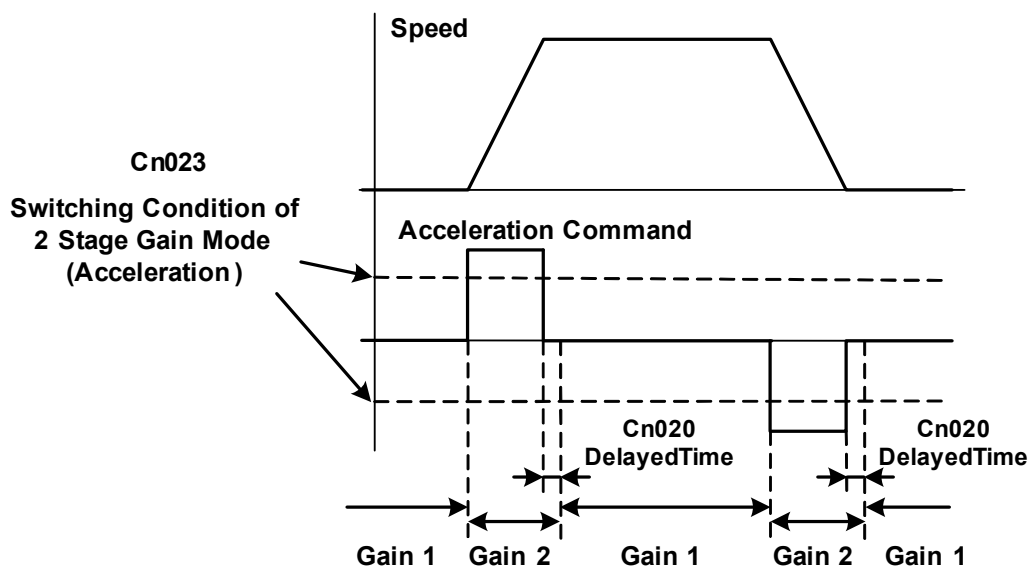 Speed
Cn023
Switching Condition of
2 Stage Gain Mode
(Acceleration)
Acceleration Command
Cn020
DelayedTime
Cn020
DelayedTime
Gain 1
Gain 2
Gain 1
Gain 2
Gain 1